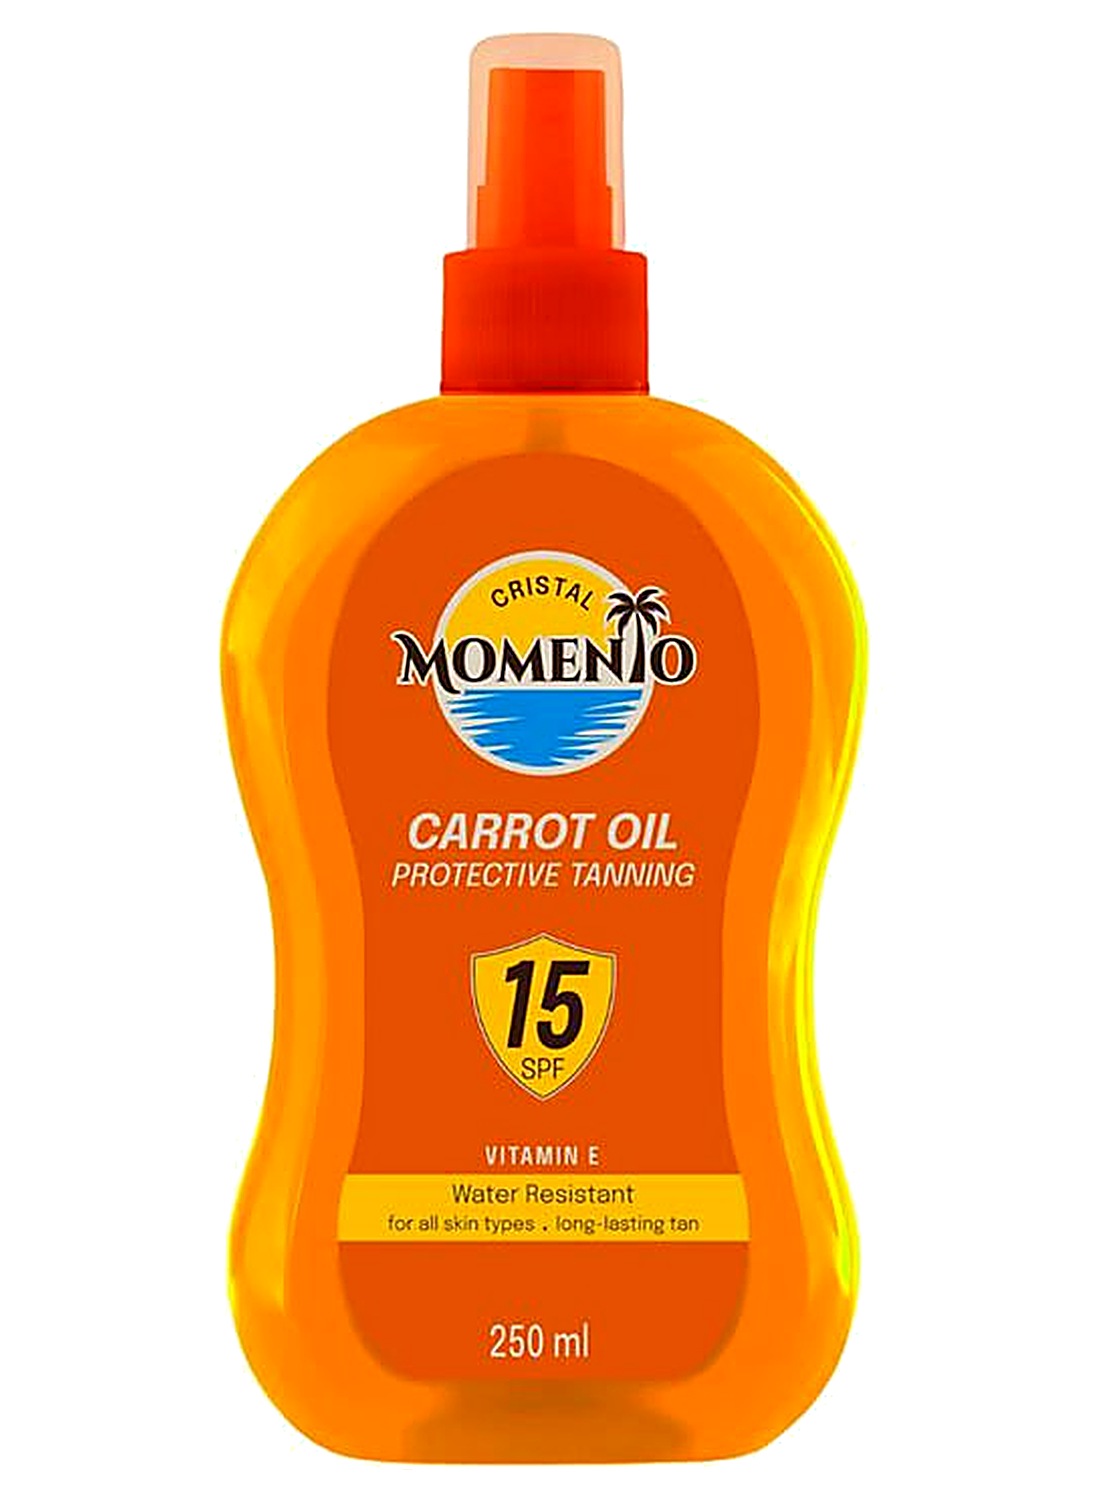 CRISTAL
MOMENTO
CARROT OIL
PROTECTIVE TANNING
15
SPF
VITAMIN E
Water Resistant
for all skin types . long-lasting tan
250 ml